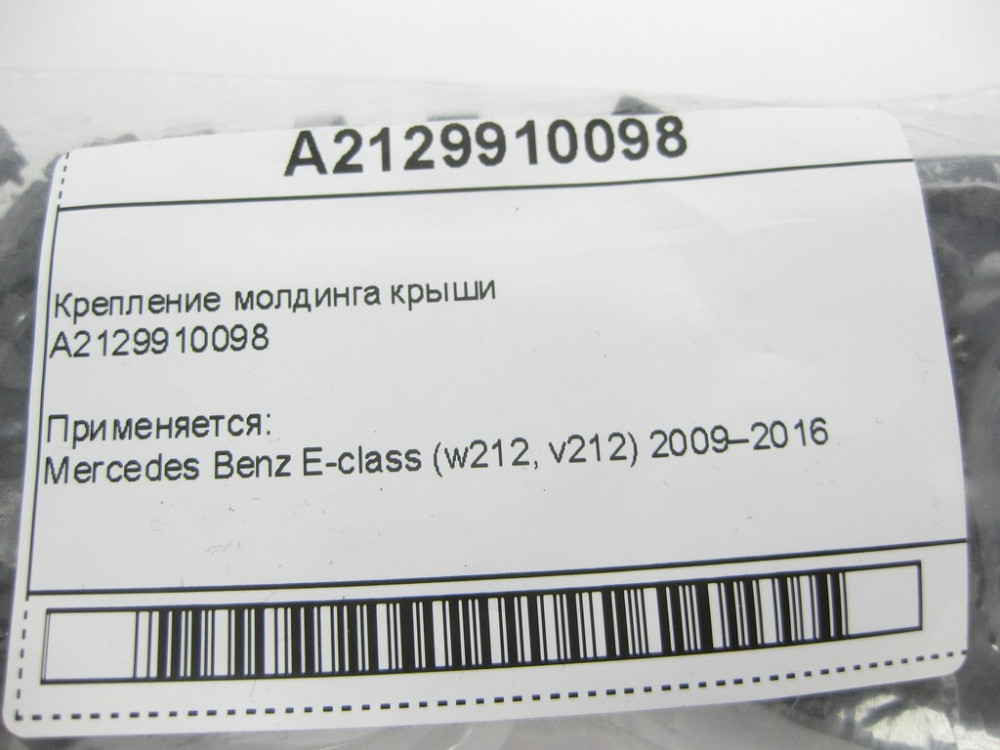 A2129910098
Крепление молдинга крыши
A2129910098
Применяется:
Mercedes Benz E-class (w212, v212) 2009–2016